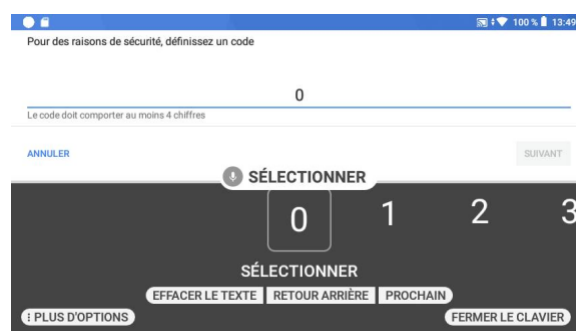 100 % 13:49
Pour des raisons de sécurité, définissez un code
0
Le code doit comporter au moins 4 chiffres
ANNULER SUIVANT
SÉLECTIONNER
0 1 2 3
SÉLECTIONNER
EFFACER LE TEXTE RETOUR ARRIÈRE PROCHAIN
⋮ PLUS D'OPTIONS FERMER LE CLAVIER